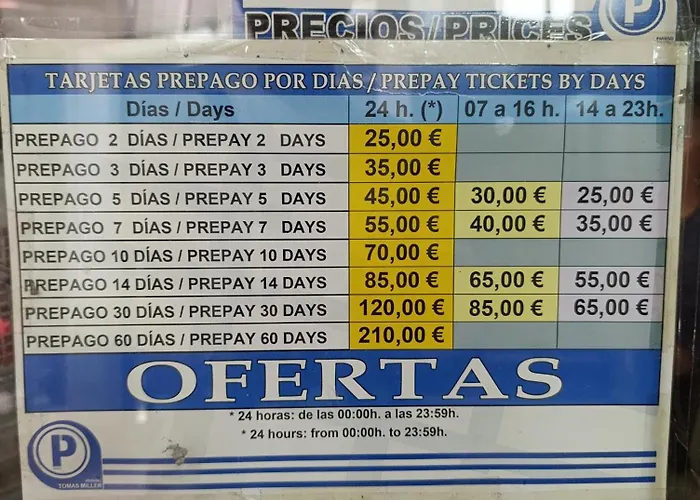 PRECIOS/PRICES
P
TARJETAS PREPAGO POR DIAS / PREPAY TICKETS BY DAYS
Días / Days 24 h. (*) 07 a 16 h. 14 a 23h.
PREPAGO 2 DÍAS / PREPAY 2 DAYS 25,00 €
PREPAGO 3 DÍAS / PREPAY 3 DAYS 35,00 €
PREPAGO 5 DÍAS / PREPAY 5 DAYS 45,00 € 30,00 € 25,00 €
PREPAGO 7 DÍAS / PREPAY 7 DAYS 55,00 € 40,00 € 35,00 €
PREPAGO 10 DÍAS / PREPAY 10 DAYS 70,00 €
PREPAGO 14 DÍAS / PREPAY 14 DAYS 85,00 € 65,00 € 55,00 €
PREPAGO 30 DÍAS / PREPAY 30 DAYS 120,00 € 85,00 € 65,00 €
PREPAGO 60 DÍAS / PREPAY 60 DAYS 210,00 €
OFERTAS
* 24 horas: de las 00:00h. a las 23:59h.
* 24 hours: from 00:00h. to 23:59h.
P
TOMAS MILLER